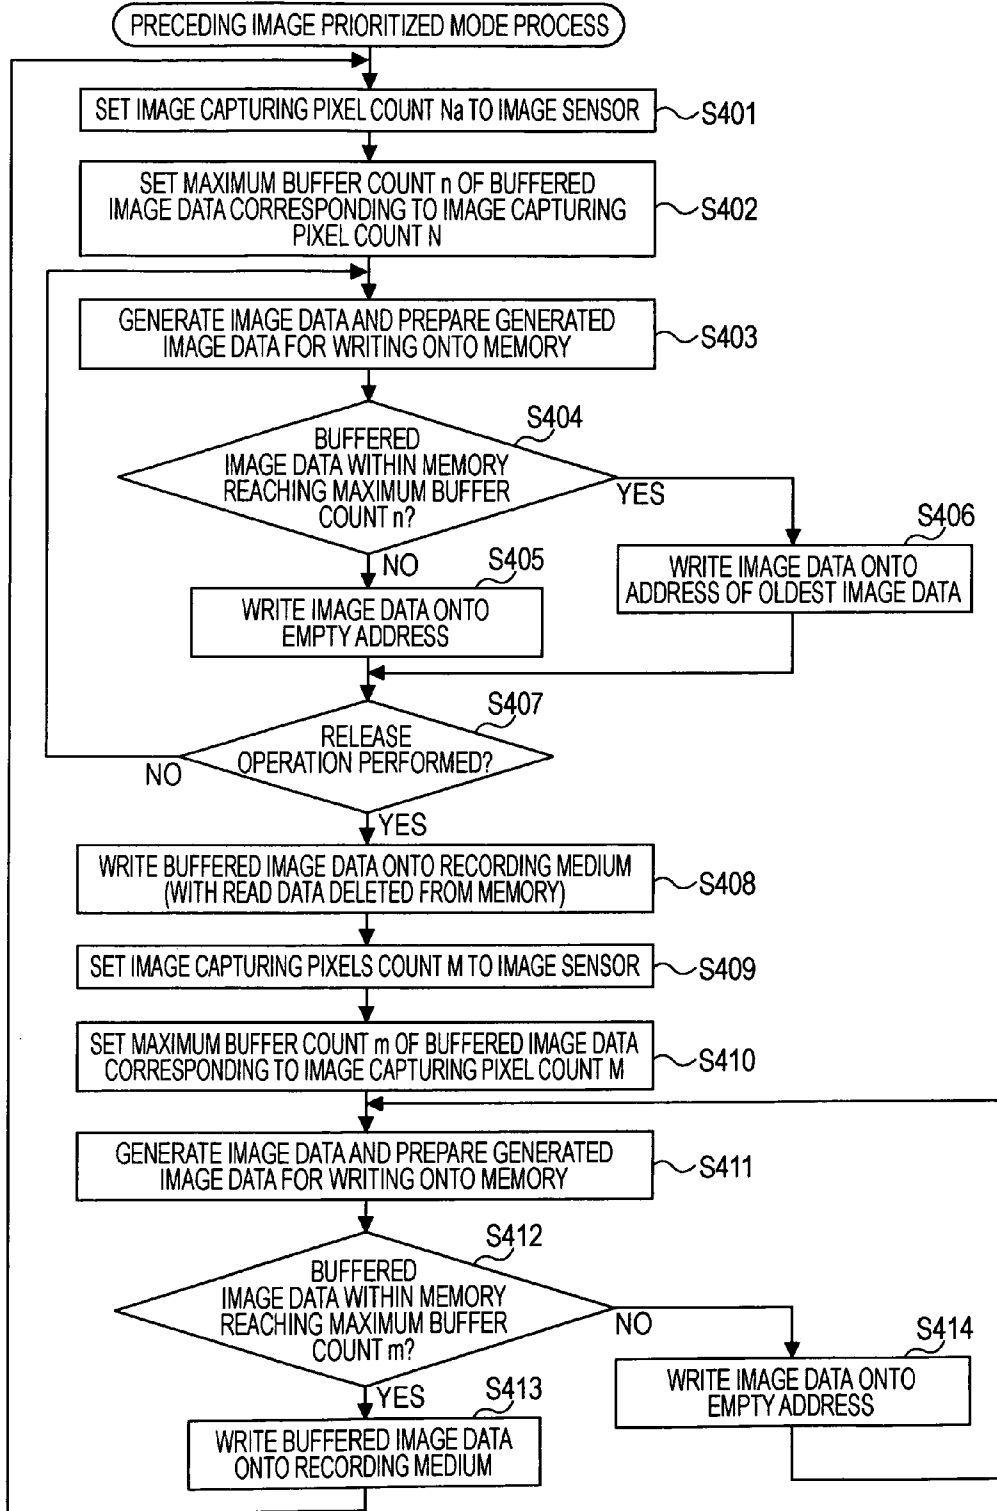 PRECEDING IMAGE PRIORITIZED MODE PROCESS
SET IMAGE CAPTURING PIXEL COUNT Na TO IMAGE SENSOR
S401
SET MAXIMUM BUFFER COUNT n OF BUFFERED
IMAGE DATA CORRESPONDING TO IMAGE CAPTURING
PIXEL COUNT N
S402
GENERATE IMAGE DATA AND PREPARE GENERATED
IMAGE DATA FOR WRITING ONTO MEMORY
S403
S404
BUFFERED
IMAGE DATA WITHIN MEMORY
REACHING MAXIMUM BUFFER
COUNT n?
YES
NO
S405
WRITE IMAGE DATA ONTO
EMPTY ADDRESS
S406
WRITE IMAGE DATA ONTO
ADDRESS OF OLDEST IMAGE DATA
S407
RELEASE
OPERATION PERFORMED?
NO
YES
WRITE BUFFERED IMAGE DATA ONTO RECORDING MEDIUM
(WITH READ DATA DELETED FROM MEMORY)
S408
SET IMAGE CAPTURING PIXELS COUNT M TO IMAGE SENSOR
S409
SET MAXIMUM BUFFER COUNT m OF BUFFERED IMAGE DATA
CORRESPONDING TO IMAGE CAPTURING PIXEL COUNT M
S410
GENERATE IMAGE DATA AND PREPARE GENERATED
IMAGE DATA FOR WRITING ONTO MEMORY
S411
S412
BUFFERED
IMAGE DATA WITHIN MEMORY
REACHING MAXIMUM BUFFER
COUNT m?
NO
YES
S413
WRITE BUFFERED IMAGE DATA
ONTO RECORDING MEDIUM
S414
WRITE IMAGE DATA ONTO
EMPTY ADDRESS